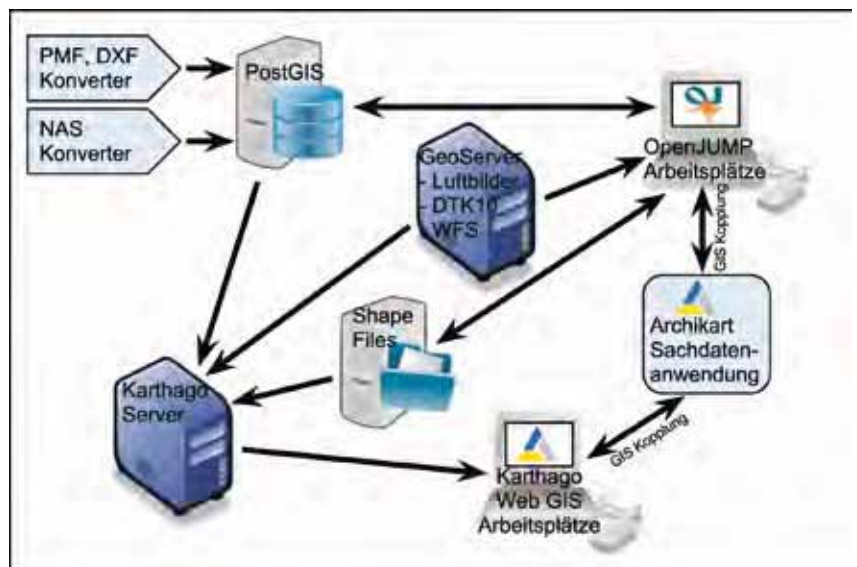 PMF, DXF
Konverter
NAS
Konverter
PostGIS
GeoServer
- Luftbilder
- DTK10
- WFS
OpenJUMP
Arbeitsplätze
GIS Kopplung
Shape
Files
Archikart
Sachdaten-
anwendung
Karthago
Server
GIS Kopplung
Karthago
Web GIS
Arbeitsplätze